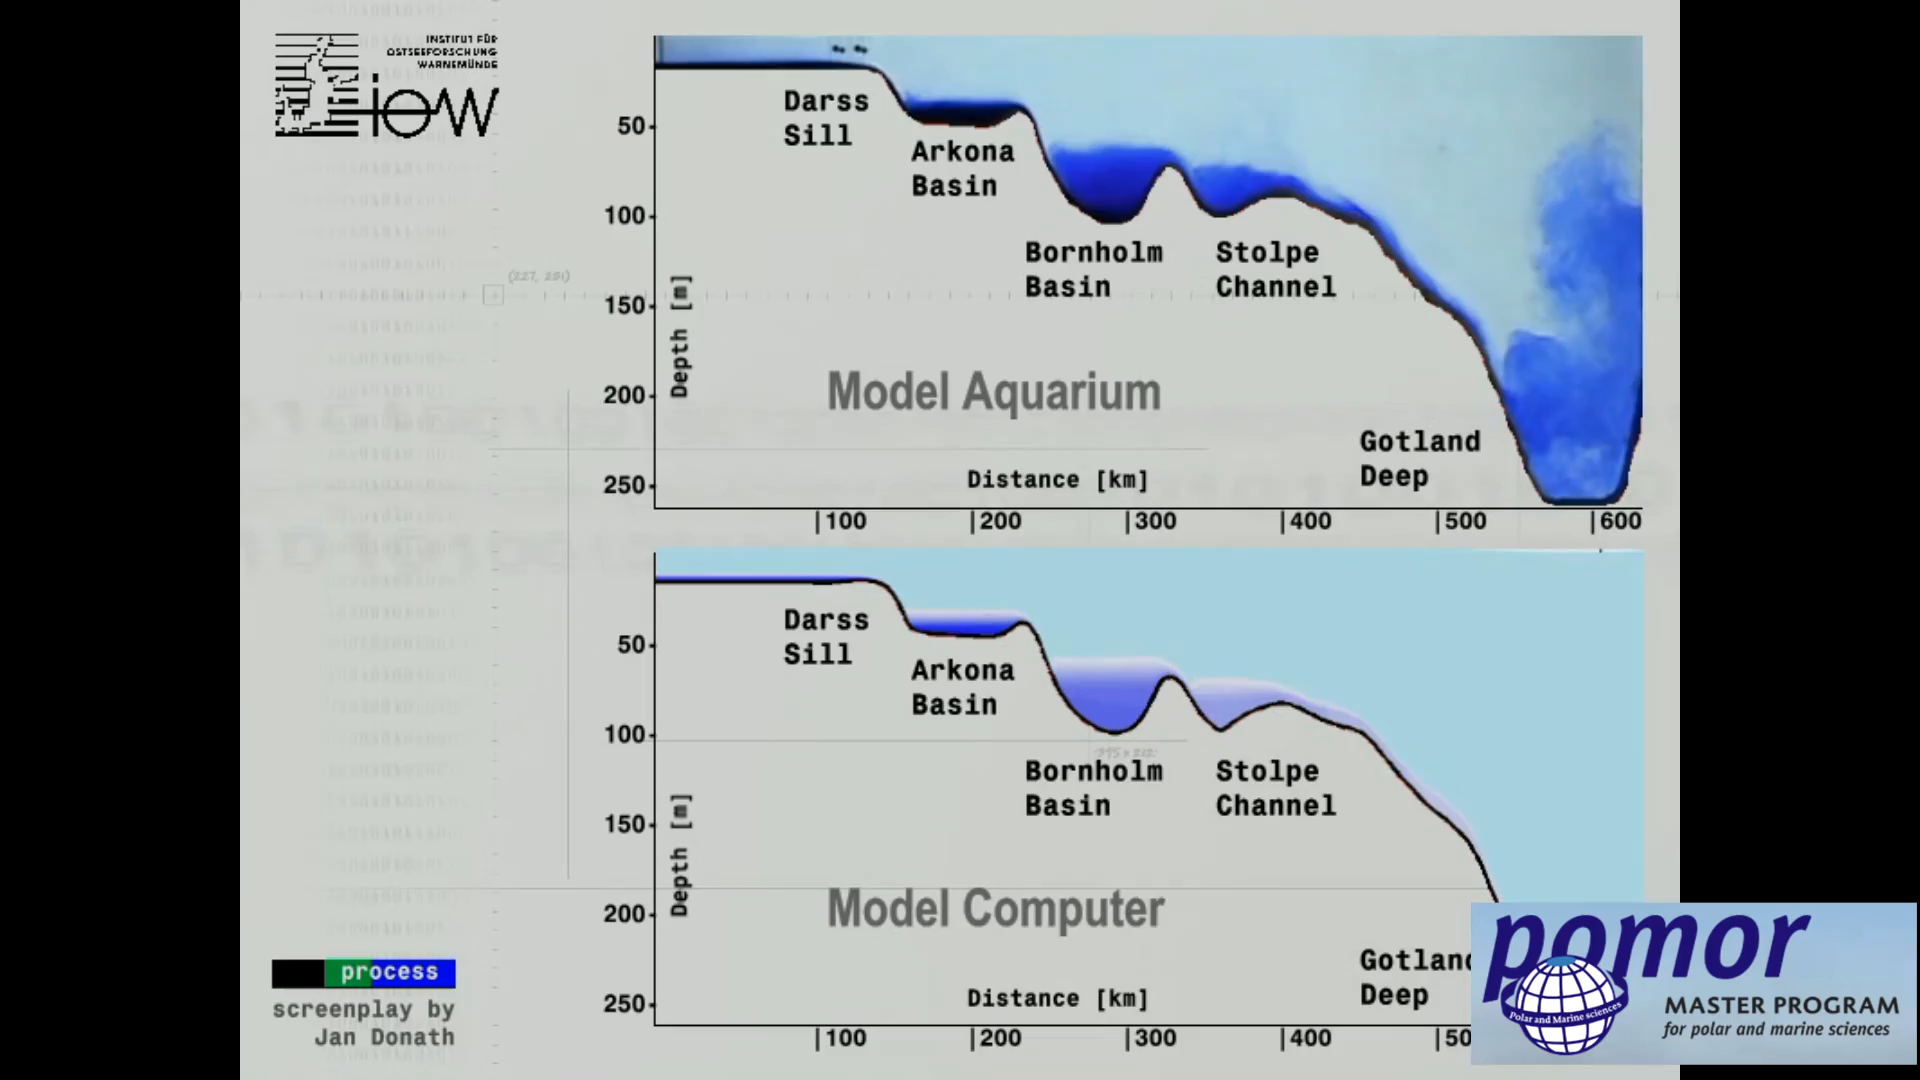 INSTITUT FÜR
OSTSEEFORSCHUNG
WARNEMÜNDE
iow
Darss
Sill
50
Arkona
Basin
100
Bornholm
Basin
Stolpe
Channel
(227, 281)
150
Depth [m]
200
Model Aquarium
Gotland
Deep
250
Distance [km]
|100 |200 |300 |400 |500 |600
Darss
Sill
50
Arkona
Basin
100
Bornholm
Basin
Stolpe
Channel
150
Depth [m]
200
Model Computer
Gotland
Deep
250
Distance [km]
|100 |200 |300 |400 |50
process
screenplay by
Jan Donath
pomor
Polar and Marine sciences
MASTER PROGRAM
for polar and marine sciences